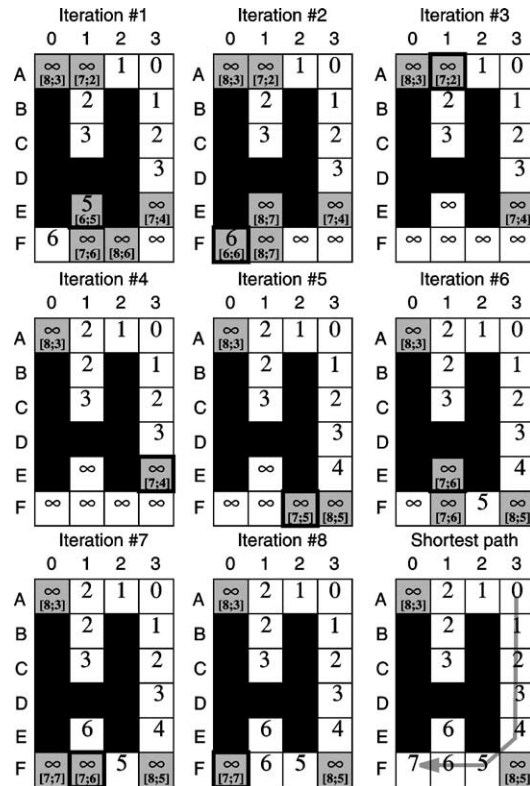 Iteration #1
0 1 2 3
A ∞ ∞ 1 0
[8;3] [7;2]
B 2 1
C 3 2
D 3
E 5 ∞
[6;5] [7;4]
F 6 ∞ ∞ ∞
[7;6] [8;6]
Iteration #2
0 1 2 3
A ∞ ∞ 1 0
[8;3] [7;2]
B 2 1
C 3 2
D 3
E ∞ ∞
[8;7] [7;4]
F 6 ∞ ∞ ∞
[6;6] [8;7]
Iteration #3
0 1 2 3
A ∞ ∞ 1 0
[8;3] [7;2]
B 2 1
C 3 2
D 3
E ∞ ∞
[7;4]
F ∞ ∞ ∞ ∞
Iteration #4
0 1 2 3
A ∞ 2 1 0
[8;3]
B 2 1
C 3 2
D 3
E ∞ ∞
[7;4]
F ∞ ∞ ∞ ∞
Iteration #5
0 1 2 3
A ∞ 2 1 0
[8;3]
B 2 1
C 3 2
D 3
E ∞ 4
F ∞ ∞ ∞ ∞
[7;5] [8;5]
Iteration #6
0 1 2 3
A ∞ 2 1 0
[8;3]
B 2 1
C 3 2
D 3
E ∞ 4
[7;6]
F ∞ ∞ 5 ∞
[7;6] [8;5]
Iteration #7
0 1 2 3
A ∞ 2 1 0
[8;3]
B 2 1
C 3 2
D 3
E 6 4
F ∞ ∞ 5 ∞
[7;7] [7;6] [8;5]
Iteration #8
0 1 2 3
A ∞ 2 1 0
[8;3]
B 2 1
C 3 2
D 3
E 6 4
F ∞ 6 5 ∞
[7;7] [8;5]
Shortest path
0 1 2 3
A ∞ 2 1 0
[8;3]
B 2 1
C 3 2
D 3
E 6 4
F 7 6 5 ∞
[8;5]